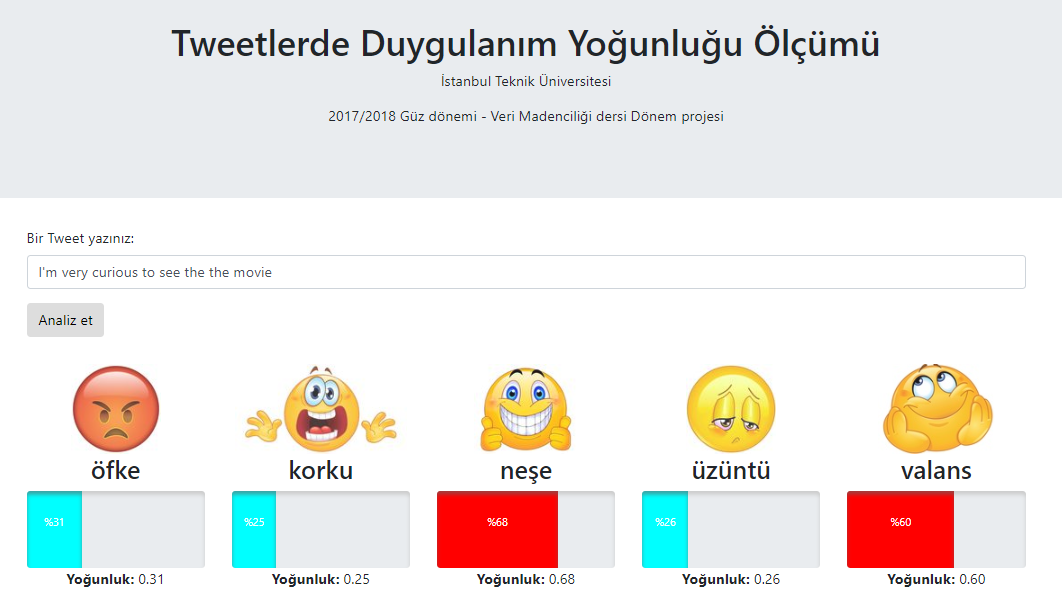 Tweetlerde Duygulanım Yoğunluğu Ölçümü
İstanbul Teknik Üniversitesi
2017/2018 Güz dönemi - Veri Madenciliği dersi Dönem projesi
Bir Tweet yazınız:
I'm very curious to see the the movie
Analiz et
öfke korku neşe üzüntü valans
%31 %25 %68 %26 %60
Yoğunluk: 0.31 Yoğunluk: 0.25 Yoğunluk: 0.68 Yoğunluk: 0.26 Yoğunluk: 0.60